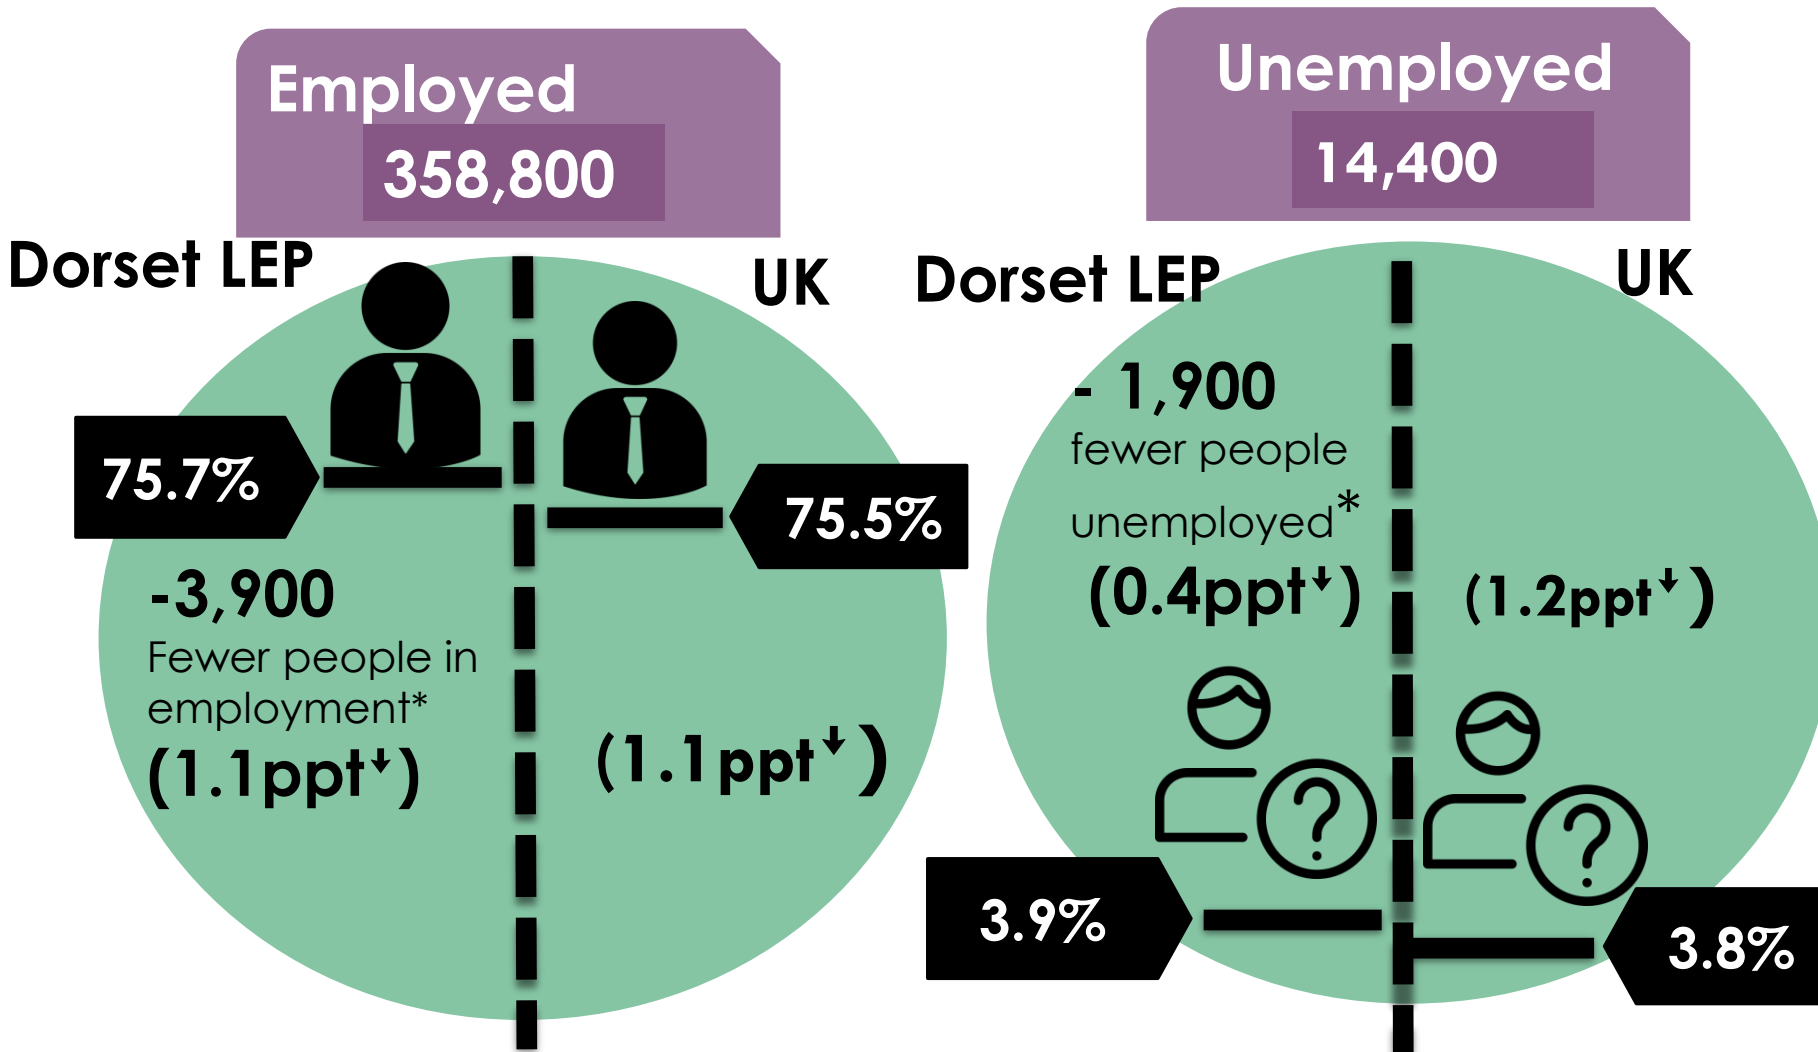 Employed
358,800
Dorset LEP
UK
75.7%
75.5%
-3,900
Fewer people in
employment*
(1.1ppt↓)
(1.1ppt↓)
Unemployed
14,400
Dorset LEP
UK
- 1,900
fewer people
unemployed*
(0.4ppt↓)
(1.2ppt↓)
?
?
3.9%
3.8%